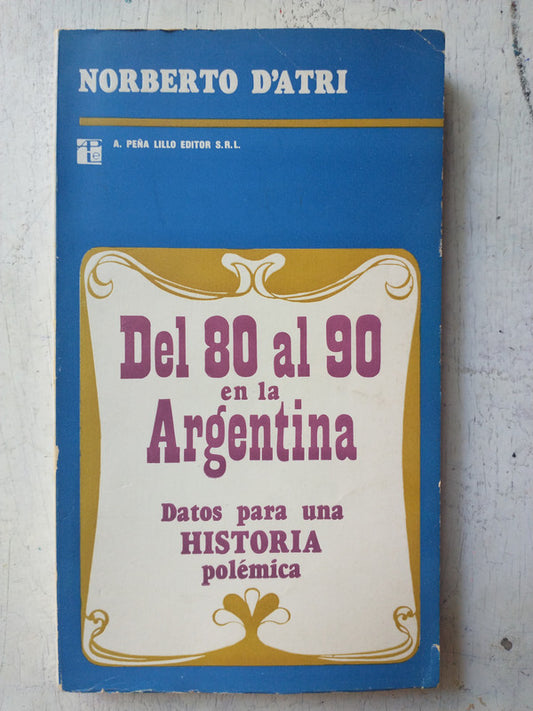 NORBERTO D'ATRI
A. PEÑA LILLO EDITOR S.R.L.
Del 80 al 90
en la
Argentina
Datos para una
HISTORIA
polémica